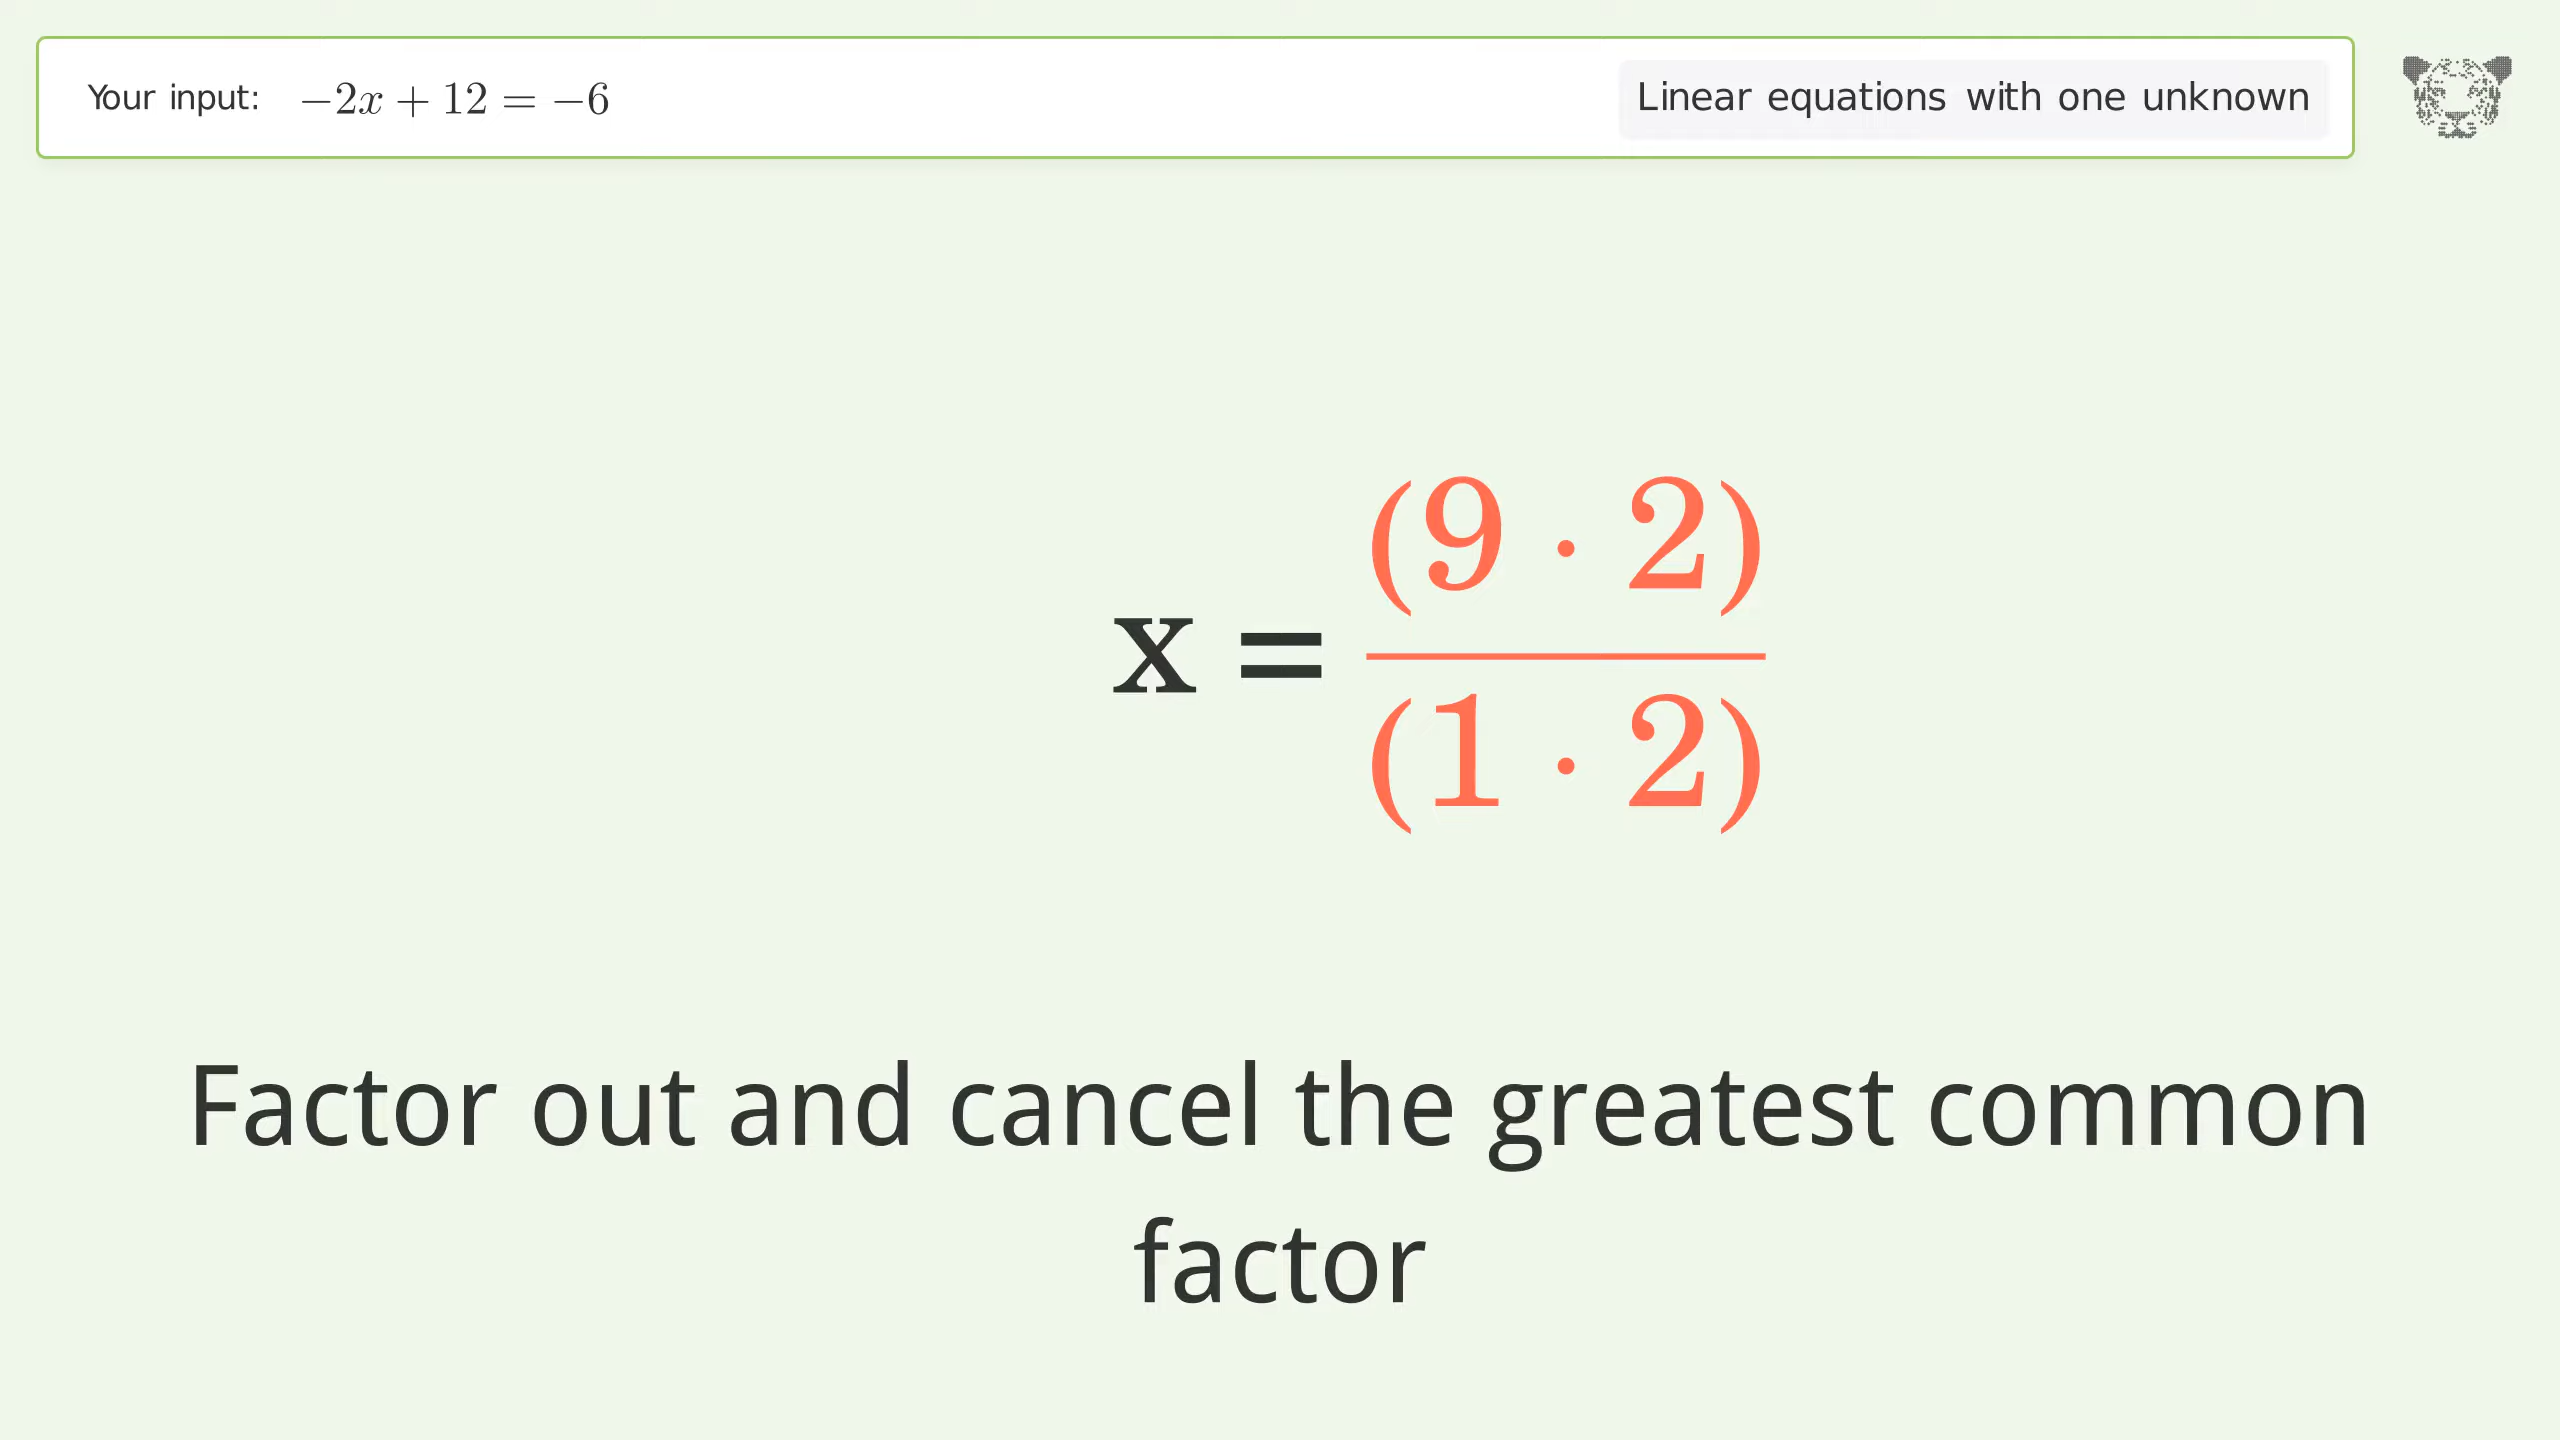 Your input: −2x + 12 = −6
Linear equations with one unknown
x = (9 · 2) / (1 · 2)
Factor out and cancel the greatest common
factor